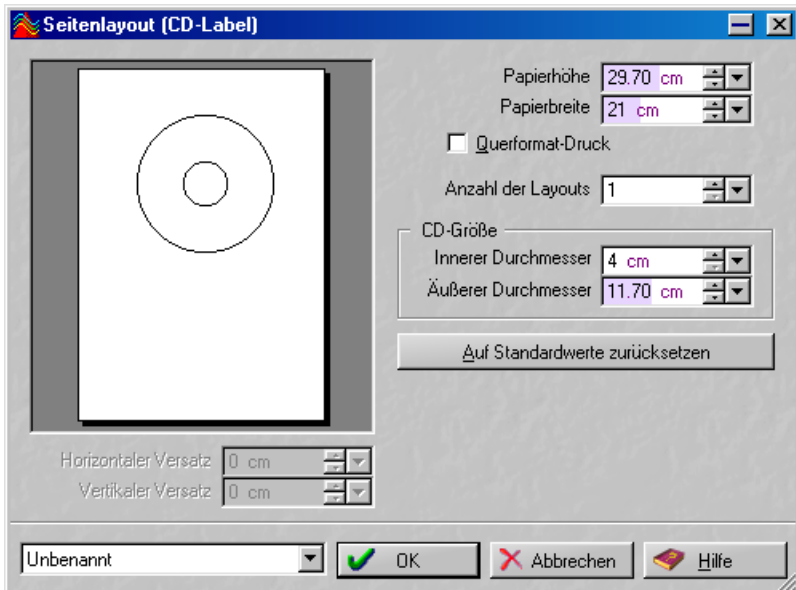 Seitenlayout (CD-Label)
Papierhöhe 29.70 cm
Papierbreite 21 cm
Querformat-Druck
Anzahl der Layouts 1
CD-Größe
Innerer Durchmesser 4 cm
Äußerer Durchmesser 11.70 cm
Auf Standardwerte zurücksetzen
Horizontaler Versatz 0 cm
Vertikaler Versatz 0 cm
Unbenannt OK Abbrechen Hilfe